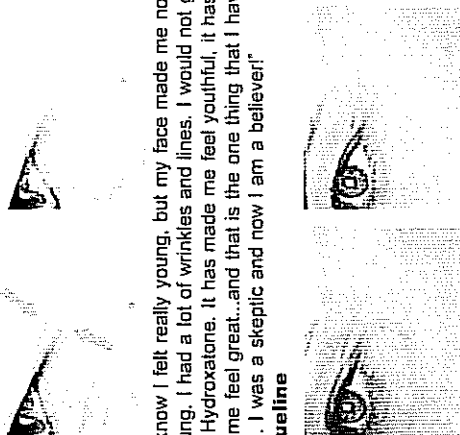 know I felt really young, but my face made me no
ng. I had a lot of wrinkles and lines. I would not g
Hydroxatone. It has made me feel youthful, it has
me feel great...and that is the one thing that I hav
. I was a skeptic and now I am a believer!"
ueline